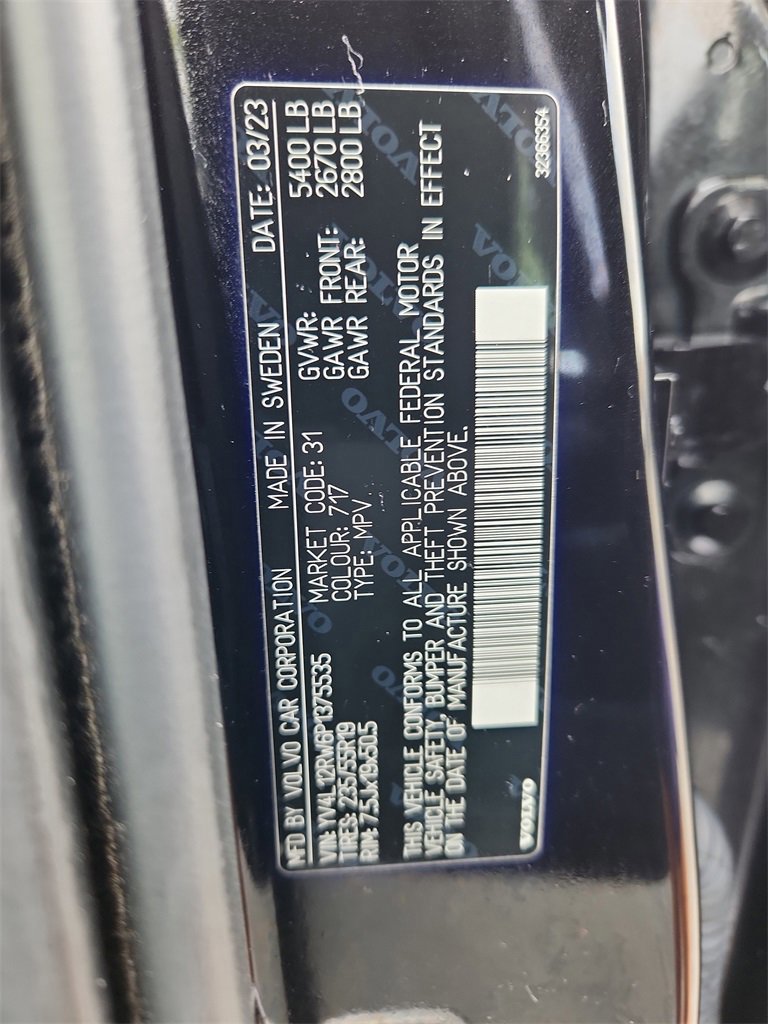 MFD BY VOLVO CAR CORPORATION MADE IN SWEDEN DATE: 03/23
VIN: YV4L12RW6P1375535 MARKET CODE: 31 GVWR: 5400 LB
TIRES: 235/55R19 COLOUR: 717 GAWR FRONT: 2670 LB
RIM: 7.5Jx19x50.5 TYPE: MPV GAWR REAR: 2800 LB
THIS VEHICLE CONFORMS TO ALL APPLICABLE FEDERAL MOTOR
VEHICLE SAFETY, BUMPER AND THEFT PREVENTION STANDARDS IN EFFECT
ON THE DATE OF MANUFACTURE SHOWN ABOVE.
VOLVO 32366354